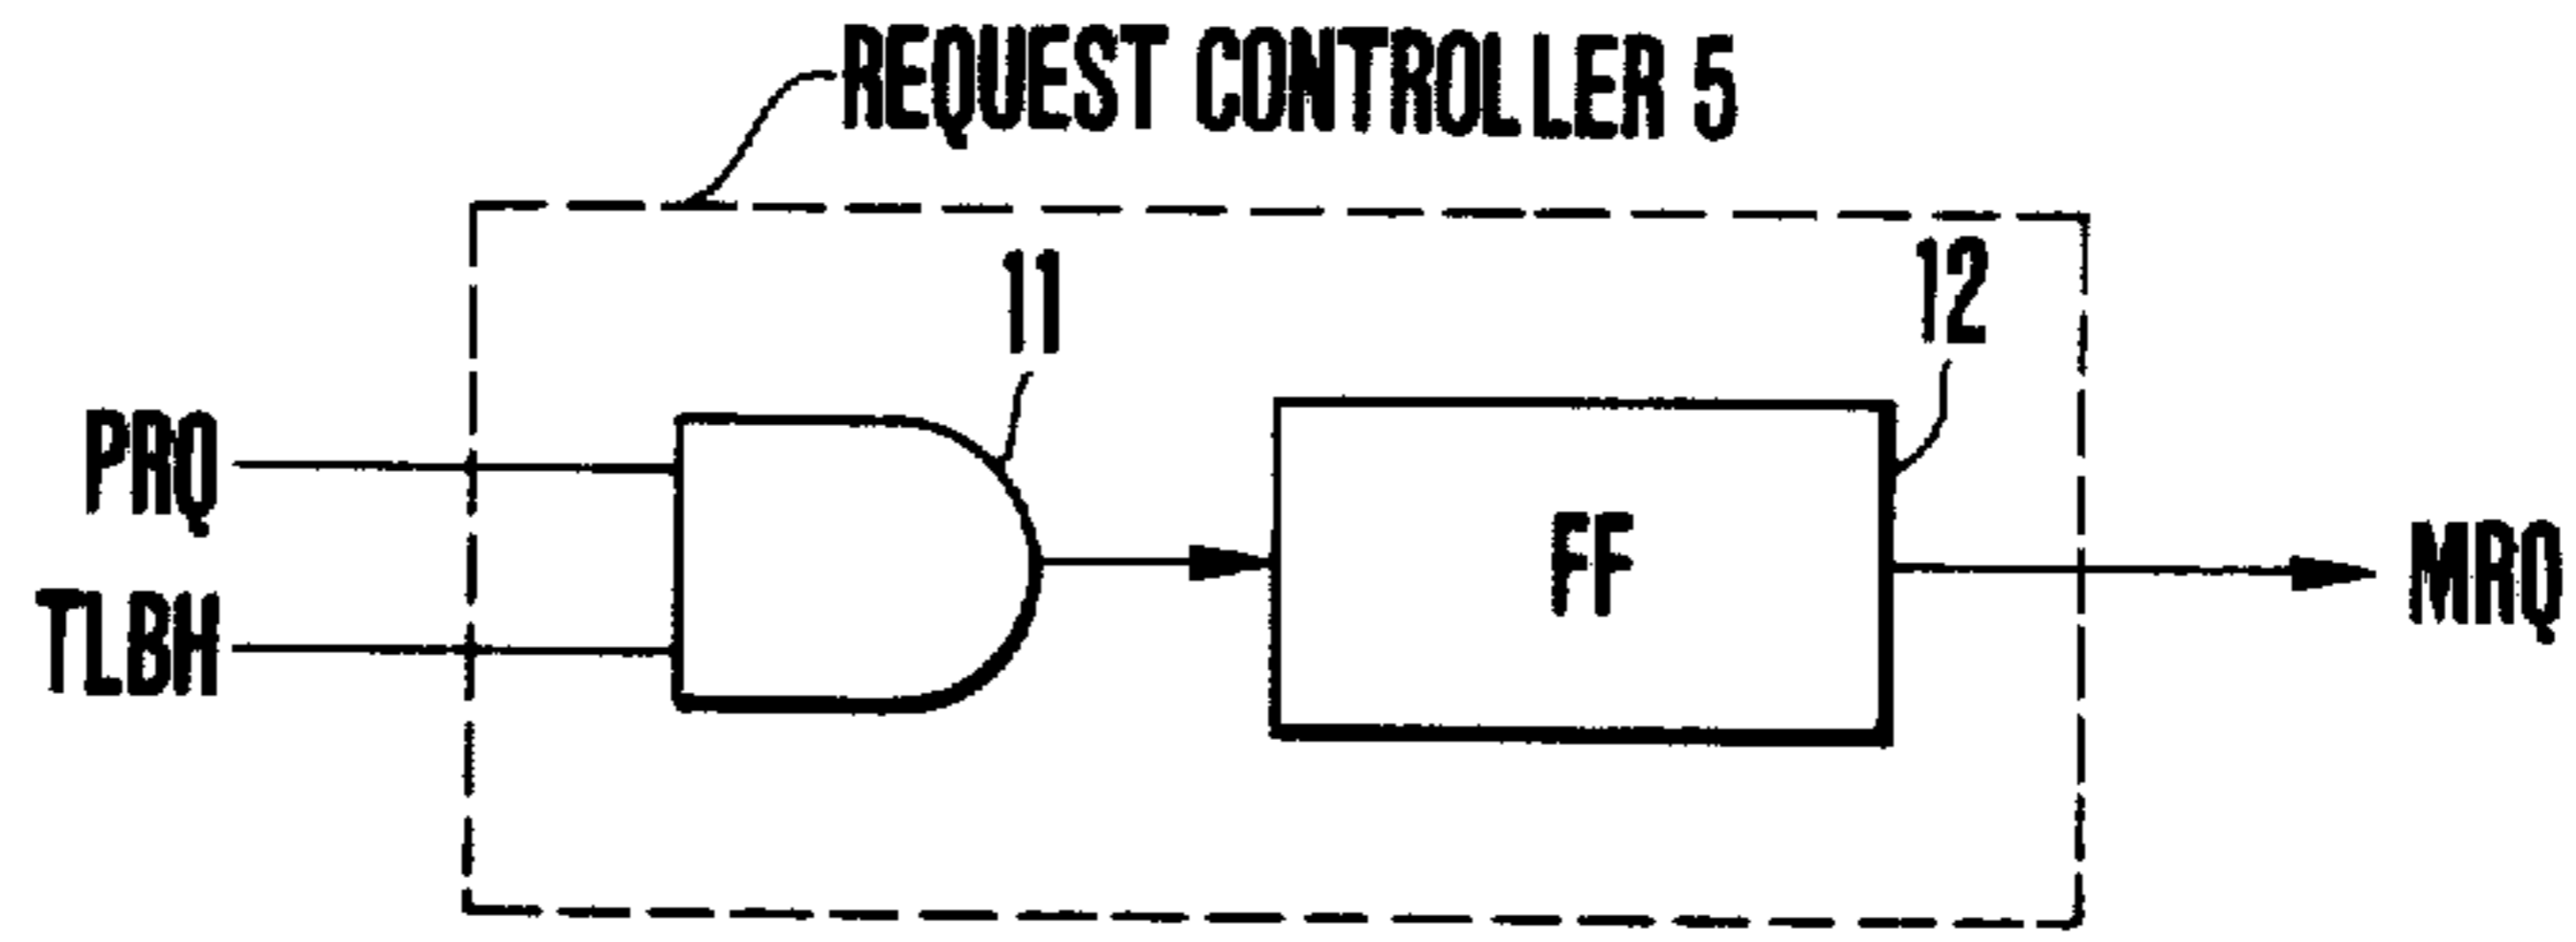 REQUEST CONTROLLER 5
11
12
PRQ
TLBH
FF
MRQ